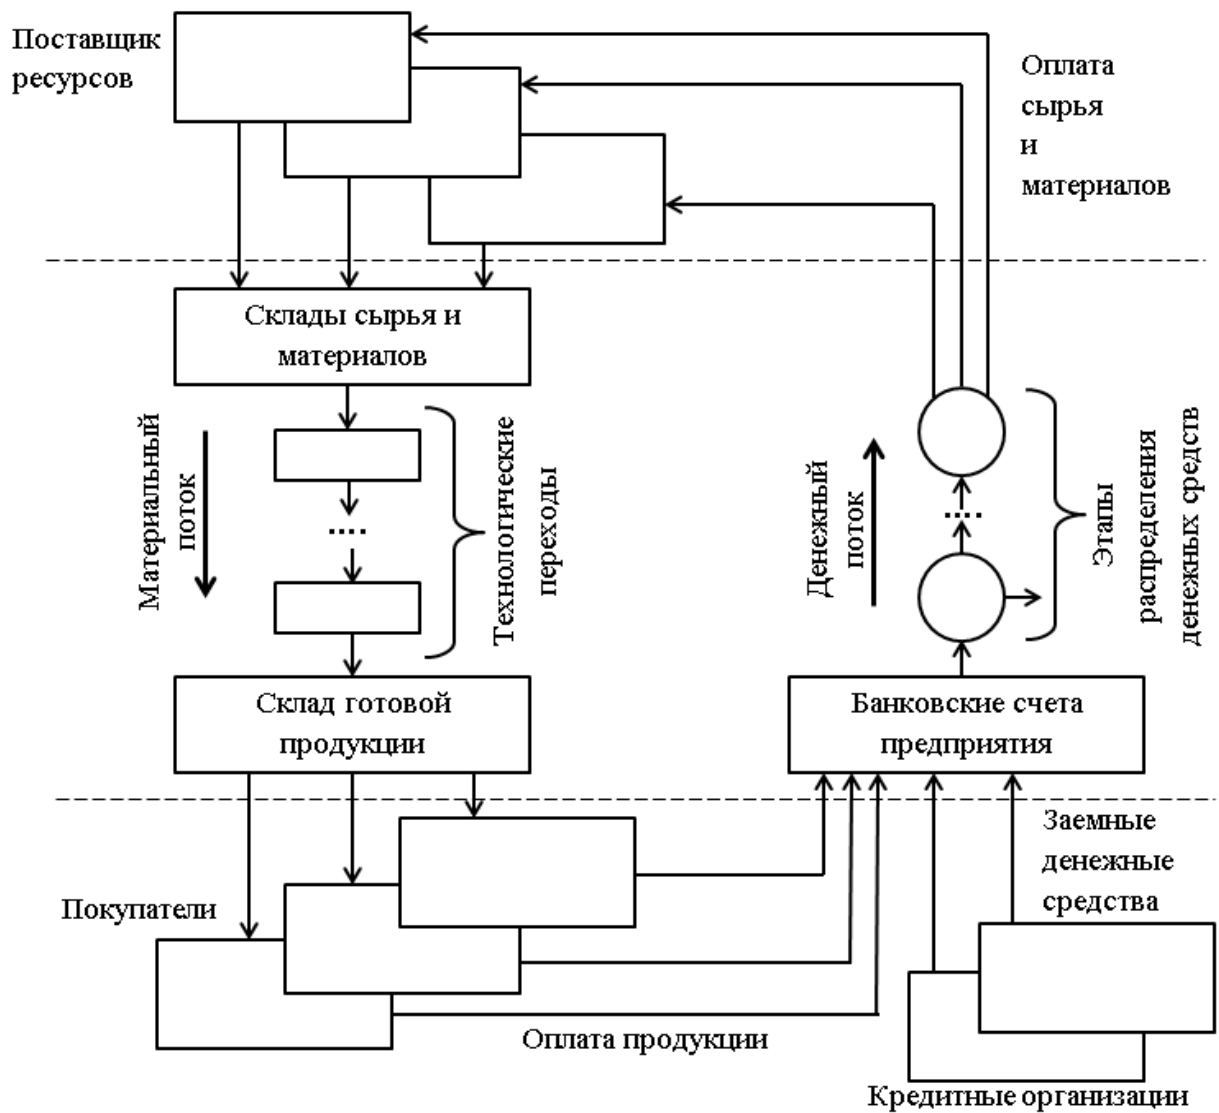 Поставщик
ресурсов
Оплата
сырья
и
материалов
Склады сырья и
материалов
Материальный
поток
Технологические
переходы
Денежный
поток
Этапы
распределения
денежных средств
Склад готовой
продукции
Банковские счета
предприятия
Заемные
денежные
средства
Покупатели
Оплата продукции
Кредитные организации